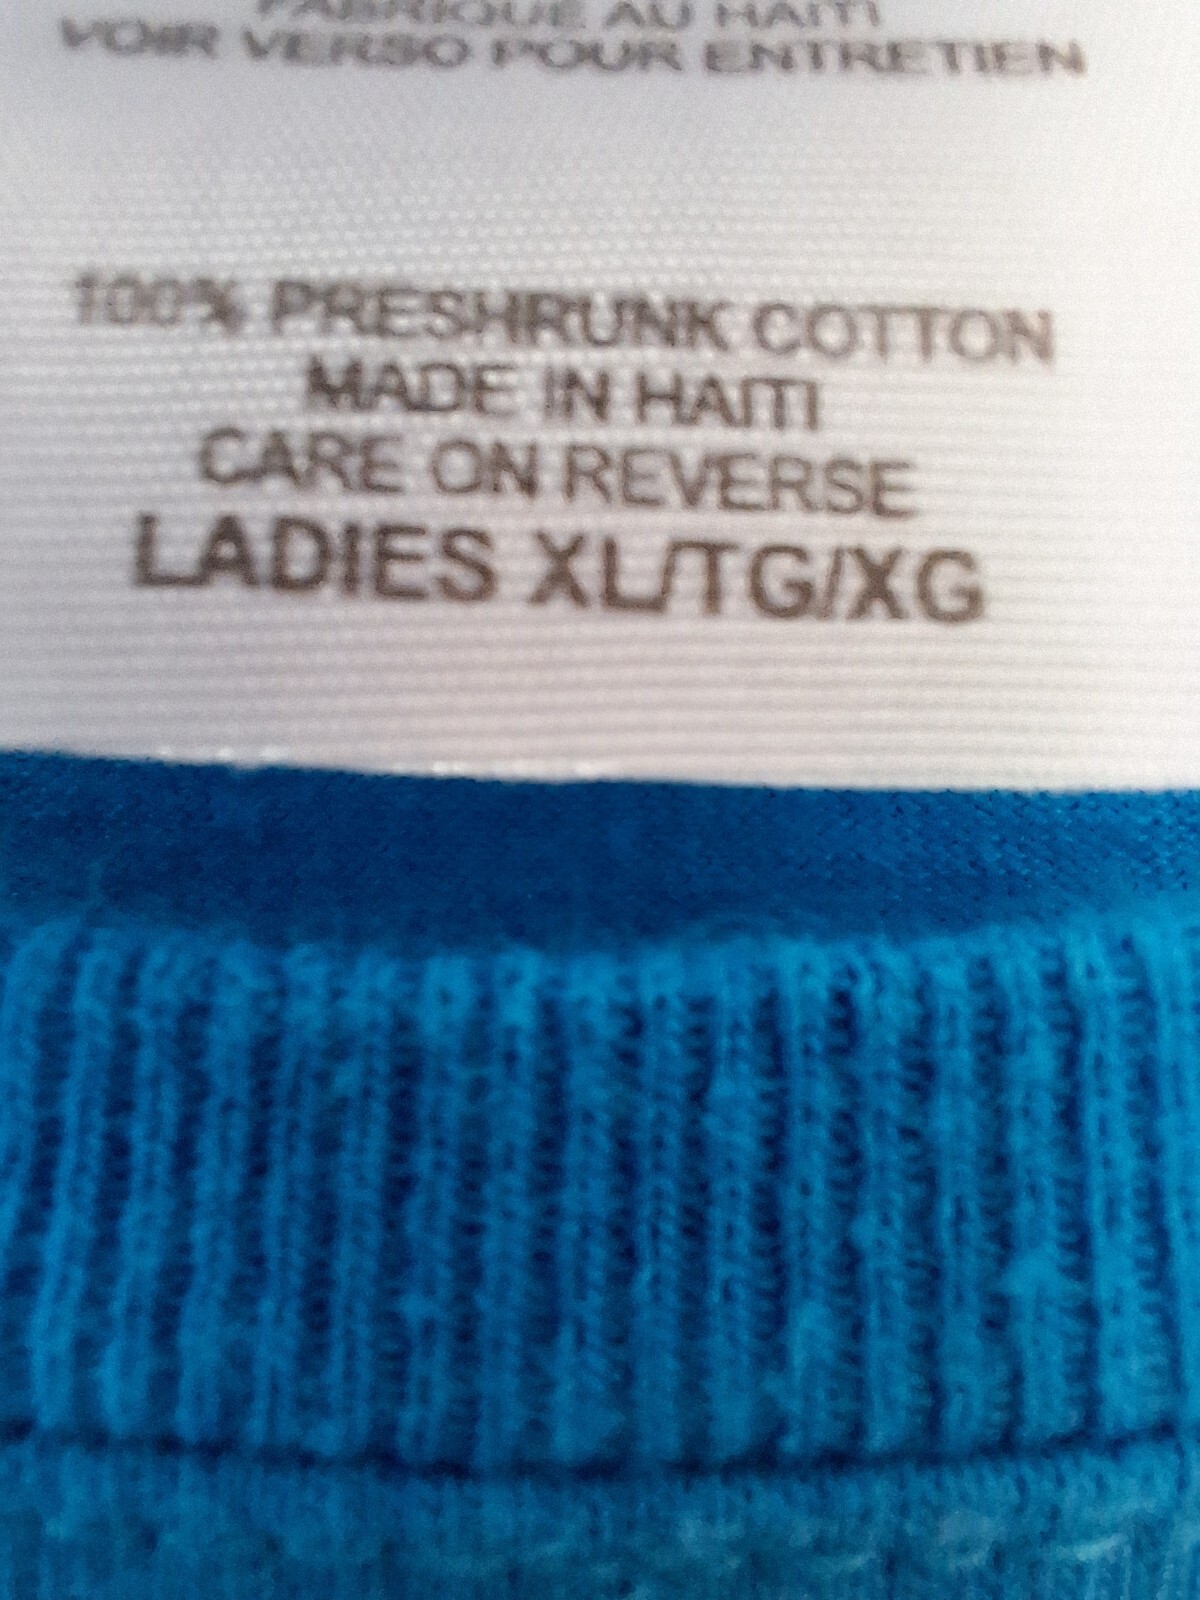 FABRIQUÉ AU HAITI
VOIR VERSO POUR ENTRETIEN
100% PRESHRUNK COTTON
MADE IN HAITI
CARE ON REVERSE
LADIES XL/TG/XG